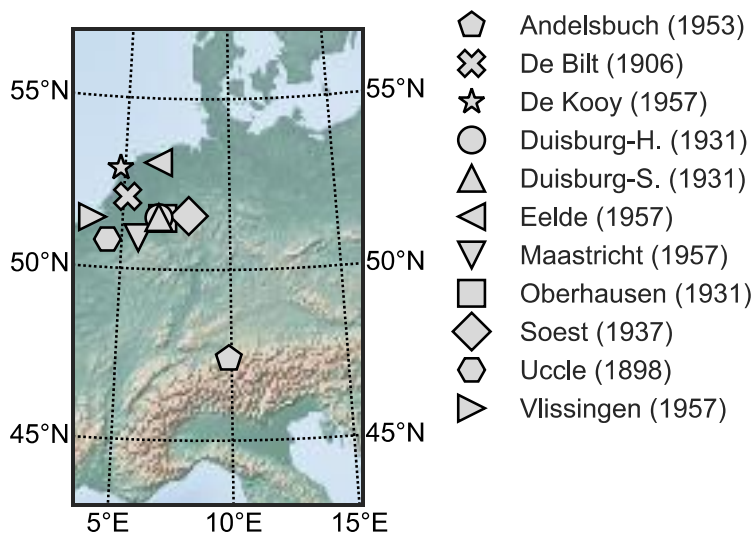 55°N
50°N
45°N
55°N
50°N
45°N
5°E
10°E
15°E
Andelsbuch (1953)
De Bilt (1906)
De Kooy (1957)
Duisburg-H. (1931)
Duisburg-S. (1931)
Eelde (1957)
Maastricht (1957)
Oberhausen (1931)
Soest (1937)
Uccle (1898)
Vlissingen (1957)